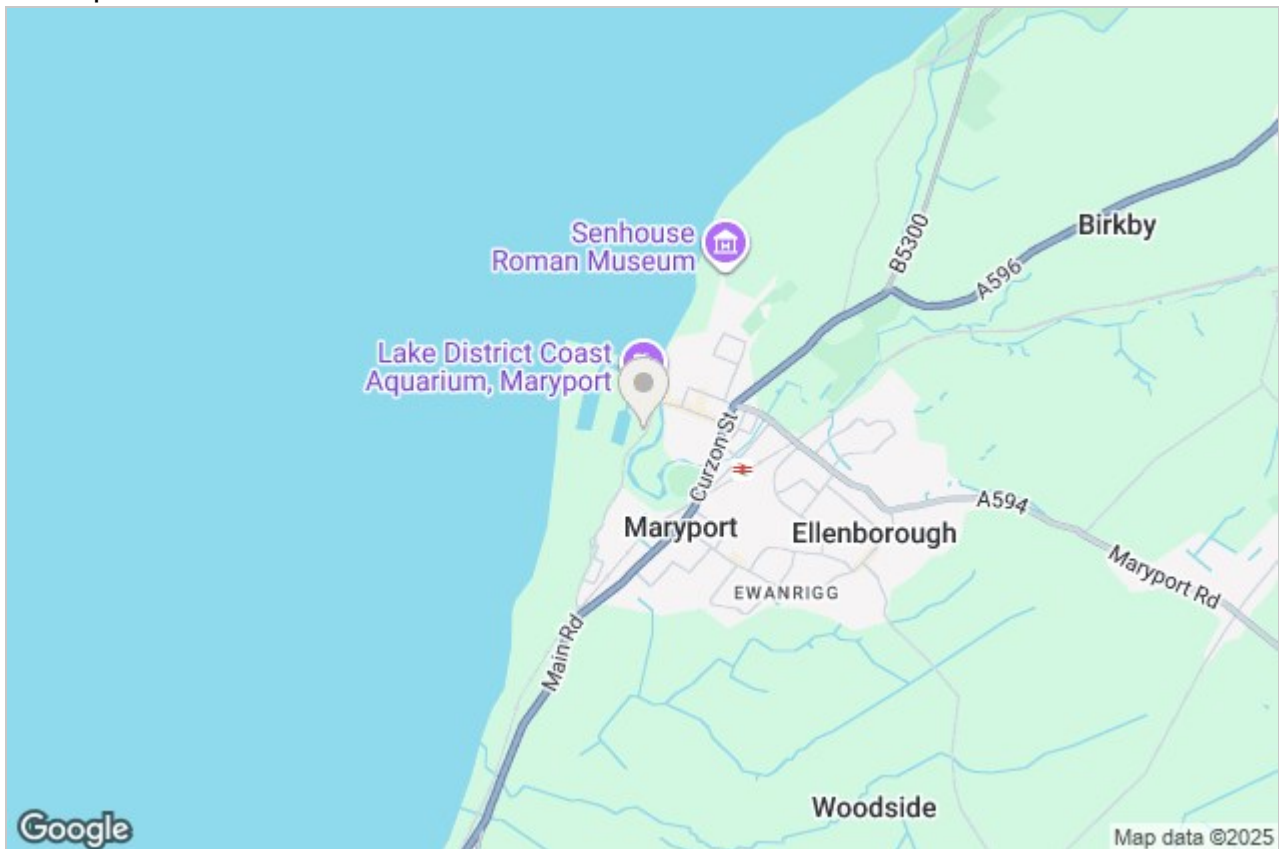 Senhouse
Roman Museum
Birkby
B5300
A596
Lake District Coast
Aquarium, Maryport
Curzon St
A594
Maryport
Ellenborough
Maryport Rd
EWANRIGG
Main Rd
Woodside
Google
Map data ©2025